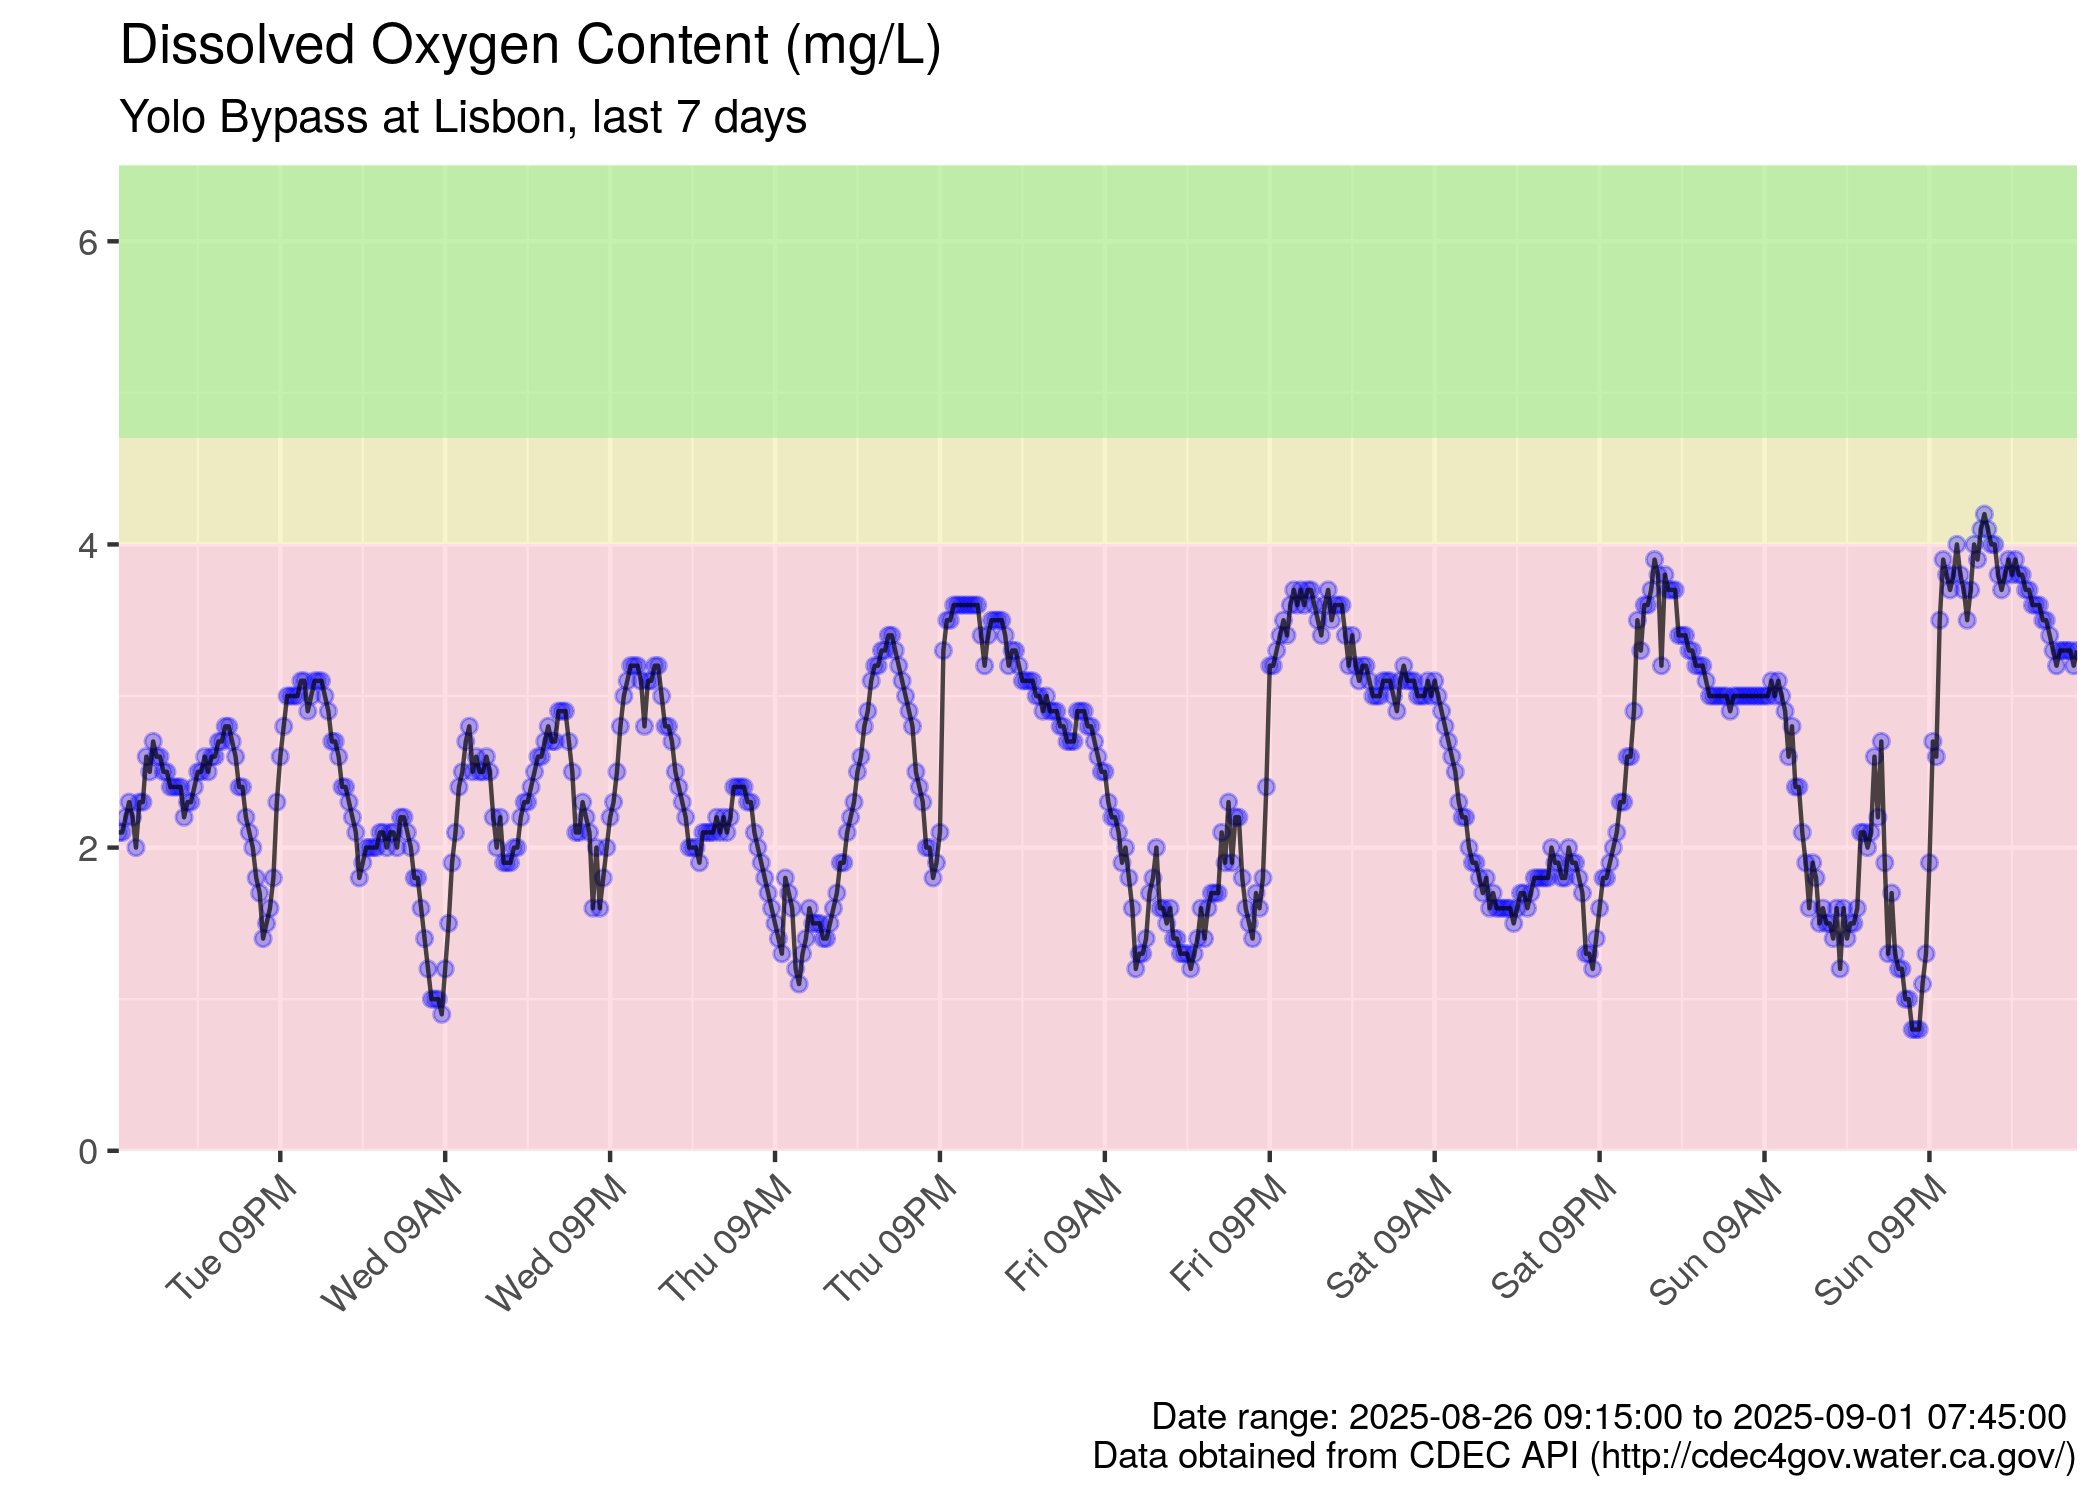 Dissolved Oxygen Content (mg/L)
Yolo Bypass at Lisbon, last 7 days
6
4
2
0
Tue 09PM
Wed 09AM
Wed 09PM
Thu 09AM
Thu 09PM
Fri 09AM
Fri 09PM
Sat 09AM
Sat 09PM
Sun 09AM
Sun 09PM
Date range: 2025-08-26 09:15:00 to 2025-09-01 07:45:00
Data obtained from CDEC API (http://cdec4gov.water.ca.gov/)